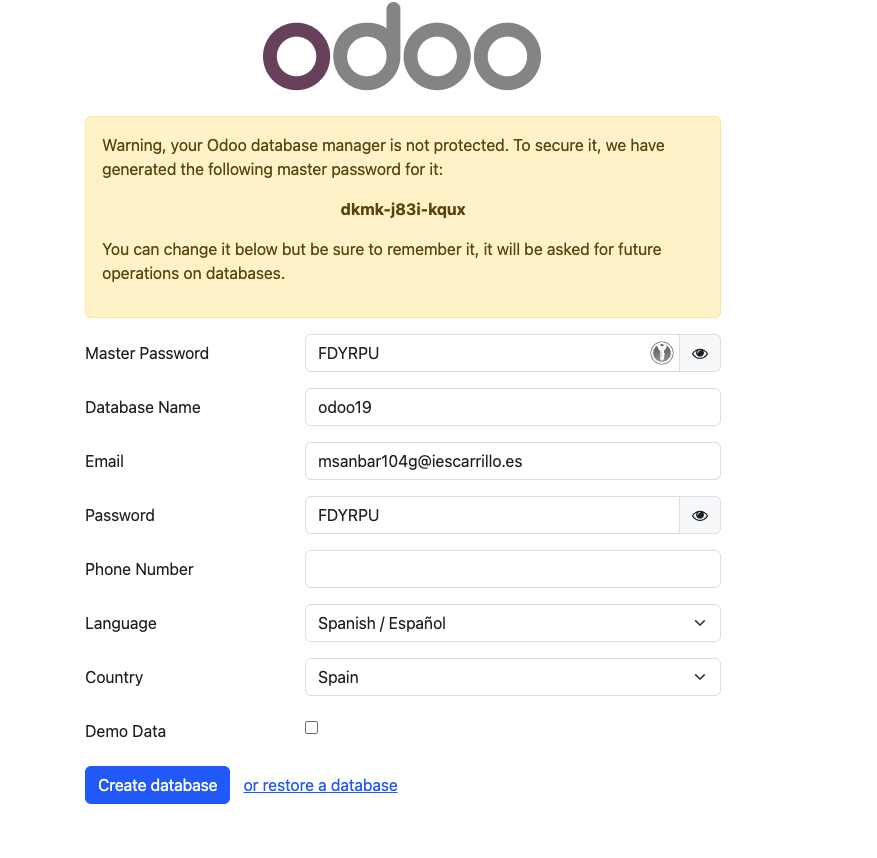 odoo
Warning, your Odoo database manager is not protected. To secure it, we have
generated the following master password for it:
dkmk-j83i-kqux
You can change it below but be sure to remember it, it will be asked for future
operations on databases.
Master Password FDYRPU
Database Name odoo19
Email msanbar104g@iescarrillo.es
Password FDYRPU
Phone Number
Language Spanish / Español
Country Spain
Demo Data
Create database or restore a database